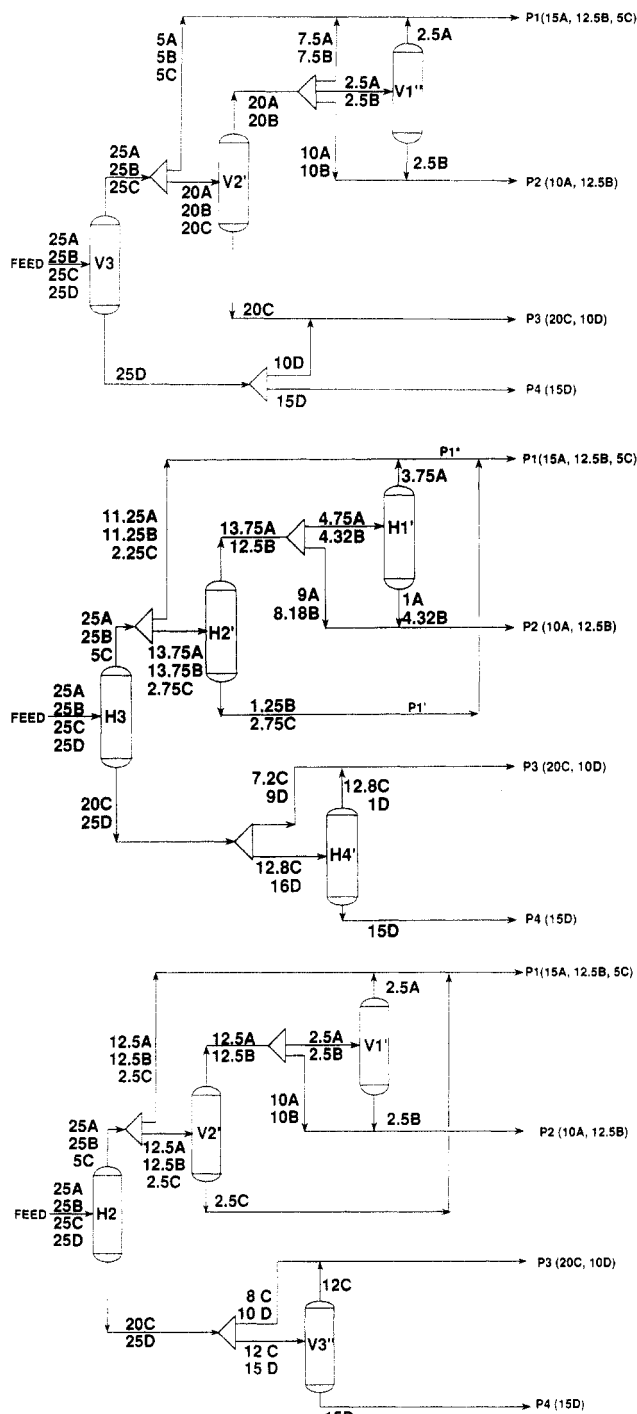 5A
5B
5C
7.5A
7.5B
2.5A
P1(15A, 12.5B, 5C)
20A
20B
2.5A
2.5B
V1"
25A
25B
25C
V2'
20A
20B
20C
10A
10B
2.5B
P2 (10A, 12.5B)
FEED
25A
25B
25C
25D
V3
20C
P3 (20C, 10D)
25D
10D
15D
P4 (15D)
P1*
P1(15A, 12.5B, 5C)
3.75A
11.25A
11.25B
2.25C
13.75A
12.5B
4.75A
4.32B
H1'
9A
8.18B
1A
4.32B
P2 (10A, 12.5B)
25A
25B
5C
H2'
13.75A
13.75B
2.75C
FEED
25A
25B
25C
25D
H3
1.25B
2.75C
P1'
7.2C
9D
12.8C
1D
P3 (20C, 10D)
20C
25D
H4'
12.8C
16D
15D
P4 (15D)
P1(15A, 12.5B, 5C)
2.5A
12.5A
12.5B
2.5C
12.5A
12.5B
2.5A
2.5B
V1'
10A
10B
2.5B
P2 (10A, 12.5B)
25A
25B
5C
V2'
12.5A
12.5B
2.5C
FEED
25A
25B
25C
25D
H2
2.5C
P3 (20C, 10D)
8 C
10 D
12C
20C
25D
V3"
12 C
15 D
15D
P4 (15D)